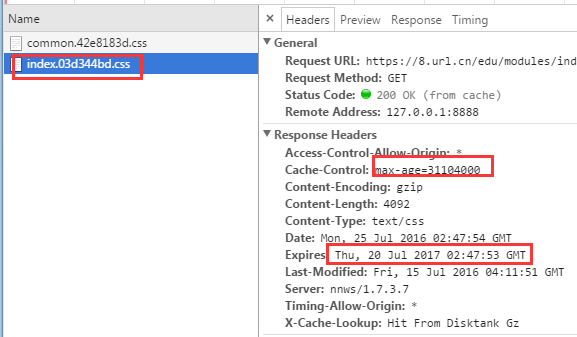 Name
common.42e8183d.css
index.03d344bd.css
× Headers Preview Response Timing
General
Request URL: https://8.url.cn/edu/modules/ind
Request Method: GET
Status Code: 200 OK (from cache)
Remote Address: 127.0.0.1:8888
Response Headers
Access-Control-Allow-Origin: *
Cache-Control: max-age=31104000
Content-Encoding: gzip
Content-Length: 4092
Content-Type: text/css
Date: Mon, 25 Jul 2016 02:47:54 GMT
Expires: Thu, 20 Jul 2017 02:47:53 GMT
Last-Modified: Fri, 15 Jul 2016 04:11:51 GMT
Server: nnws/1.7.3.7
Timing-Allow-Origin: *
X-Cache-Lookup: Hit From Disktank Gz